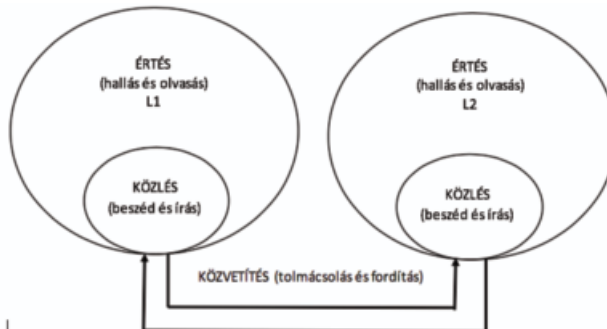 ÉRTÉS
(hallás és olvasás)
L1
KÖZLÉS
(beszéd és írás)
ÉRTÉS
(hallás és olvasás)
L2
KÖZLÉS
(beszéd és írás)
KÖZVETÍTÉS (tolmácsolás és fordítás)